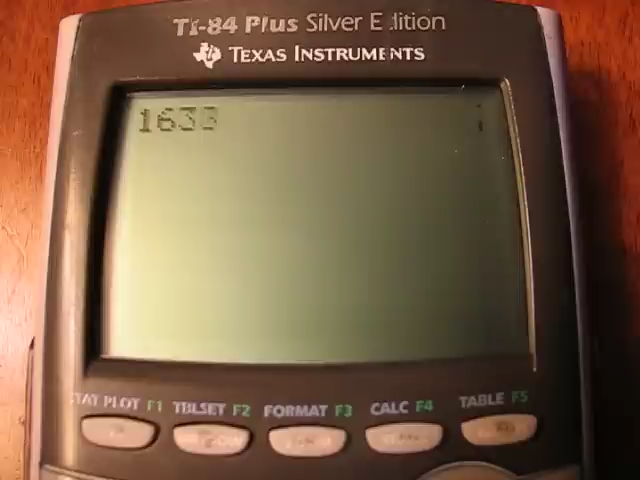 TI-84 Plus Silver Edition
TEXAS INSTRUMENTS
1633
STAT PLOT F1 TBLSET F2 FORMAT F3 CALC F4 TABLE F5